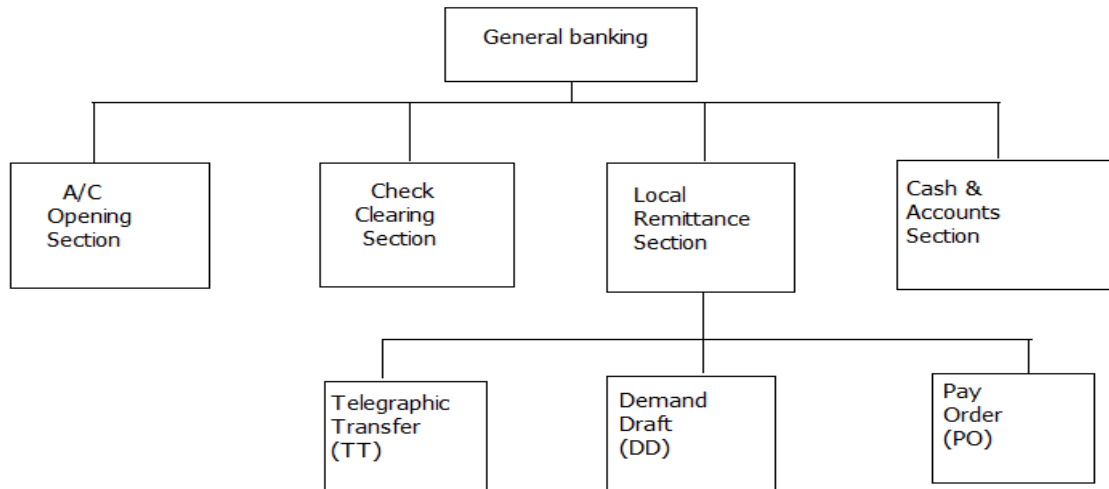 General banking
A/C
Opening
Section
Check
Clearing
Section
Local
Remittance
Section
Cash &
Accounts
Section
Telegraphic
Transfer
(TT)
Demand
Draft
(DD)
Pay
Order
(PO)